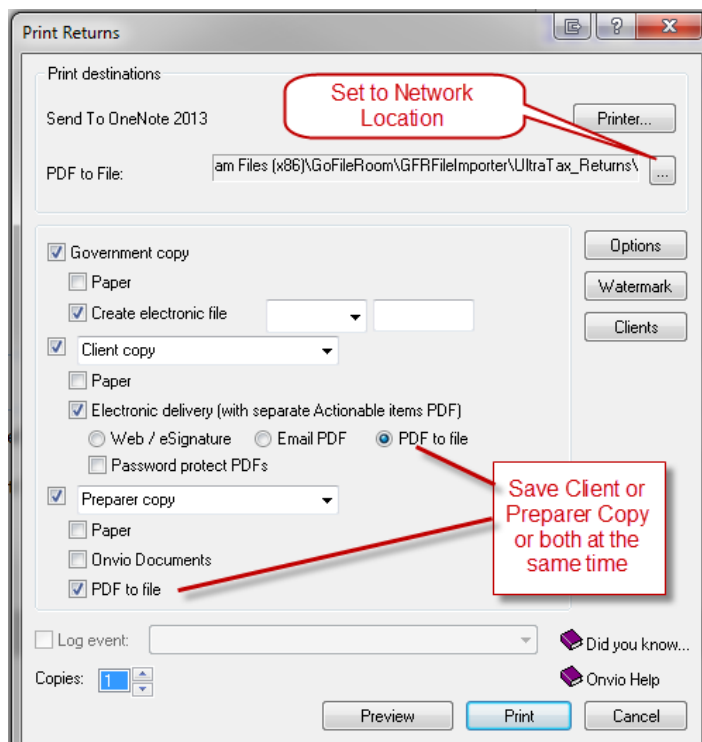 Print Returns
Print destinations
Set to Network
Location
Send To OneNote 2013
Printer...
PDF to File:
am Files (x86)\GoFileRoom\GFRFileImporter\UltraTax_Returns\
...
Government copy
Options
Paper
Watermark
Create electronic file
Clients
Client copy
Paper
Electronic delivery (with separate Actionable items PDF)
Web / eSignature
Email PDF
PDF to file
Password protect PDFs
Save Client or
Preparer Copy
or both at the
same time
Preparer copy
Paper
Onvio Documents
PDF to file
Log event:
Did you know...
Copies:
1
Onvio Help
Preview
Print
Cancel